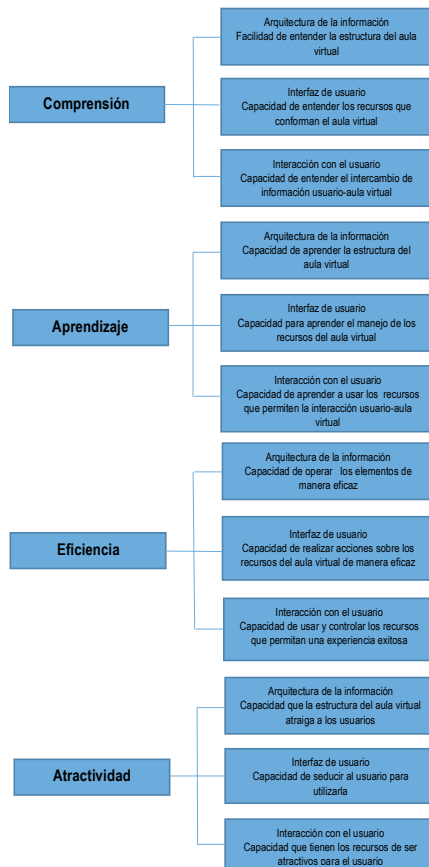 Arquitectura de la información
Facilidad de entender la estructura del aula
virtual
Comprensión
Interfaz de usuario
Capacidad de entender los recursos que
conforman el aula virtual
Interacción con el usuario
Capacidad de entender el intercambio de
información usuario-aula virtual
Arquitectura de la información
Capacidad de aprender la estructura del
aula virtual
Aprendizaje
Interfaz de usuario
Capacidad para aprender el manejo de los
recursos del aula virtual
Interacción con el usuario
Capacidad de aprender a usar los recursos
que permiten la interacción usuario-aula
virtual
Arquitectura de la información
Capacidad de operar los elementos de
manera eficaz
Eficiencia
Interfaz de usuario
Capacidad de realizar acciones sobre los
recursos del aula virtual de manera eficaz
Interacción con el usuario
Capacidad de usar y controlar los recursos
que permitan una experiencia exitosa
Arquitectura de la información
Capacidad que la estructura del aula virtual
atraiga a los usuarios
Atractividad
Interfaz de usuario
Capacidad de seducir al usuario para
utilizarla
Interacción con el usuario
Capacidad que tienen los recursos de ser
atractivos para el usuario